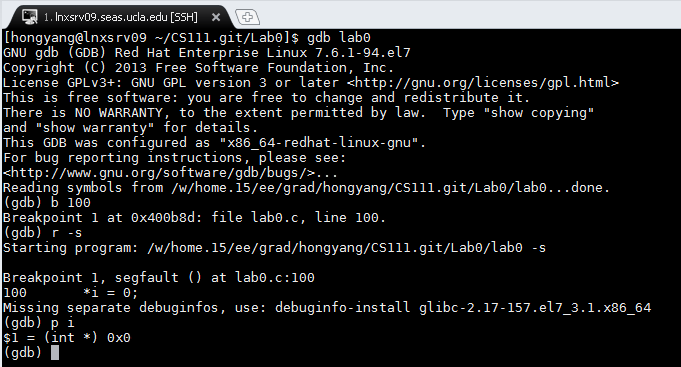 1. lnxsrv09.seas.ucla.edu [SSH]
[hongyang@lnxsrv09 ~/CS111.git/Lab0]$ gdb lab0
GNU gdb (GDB) Red Hat Enterprise Linux 7.6.1-94.el7
Copyright (C) 2013 Free Software Foundation, Inc.
License GPLv3+: GNU GPL version 3 or later <http://gnu.org/licenses/gpl.html>
This is free software: you are free to change and redistribute it.
There is NO WARRANTY, to the extent permitted by law.  Type "show copying"
and "show warranty" for details.
This GDB was configured as "x86_64-redhat-linux-gnu".
For bug reporting instructions, please see:
<http://www.gnu.org/software/gdb/bugs/>...
Reading symbols from /w/home.15/ee/grad/hongyang/CS111.git/Lab0/lab0...done.
(gdb) b 100
Breakpoint 1 at 0x400b8d: file lab0.c, line 100.
(gdb) r -s
Starting program: /w/home.15/ee/grad/hongyang/CS111.git/Lab0/lab0 -s
Breakpoint 1, segfault () at lab0.c:100
100       *i = 0;
Missing separate debuginfos, use: debuginfo-install glibc-2.17-157.el7_3.1.x86_64
(gdb) p i
$1 = (int *) 0x0
(gdb)